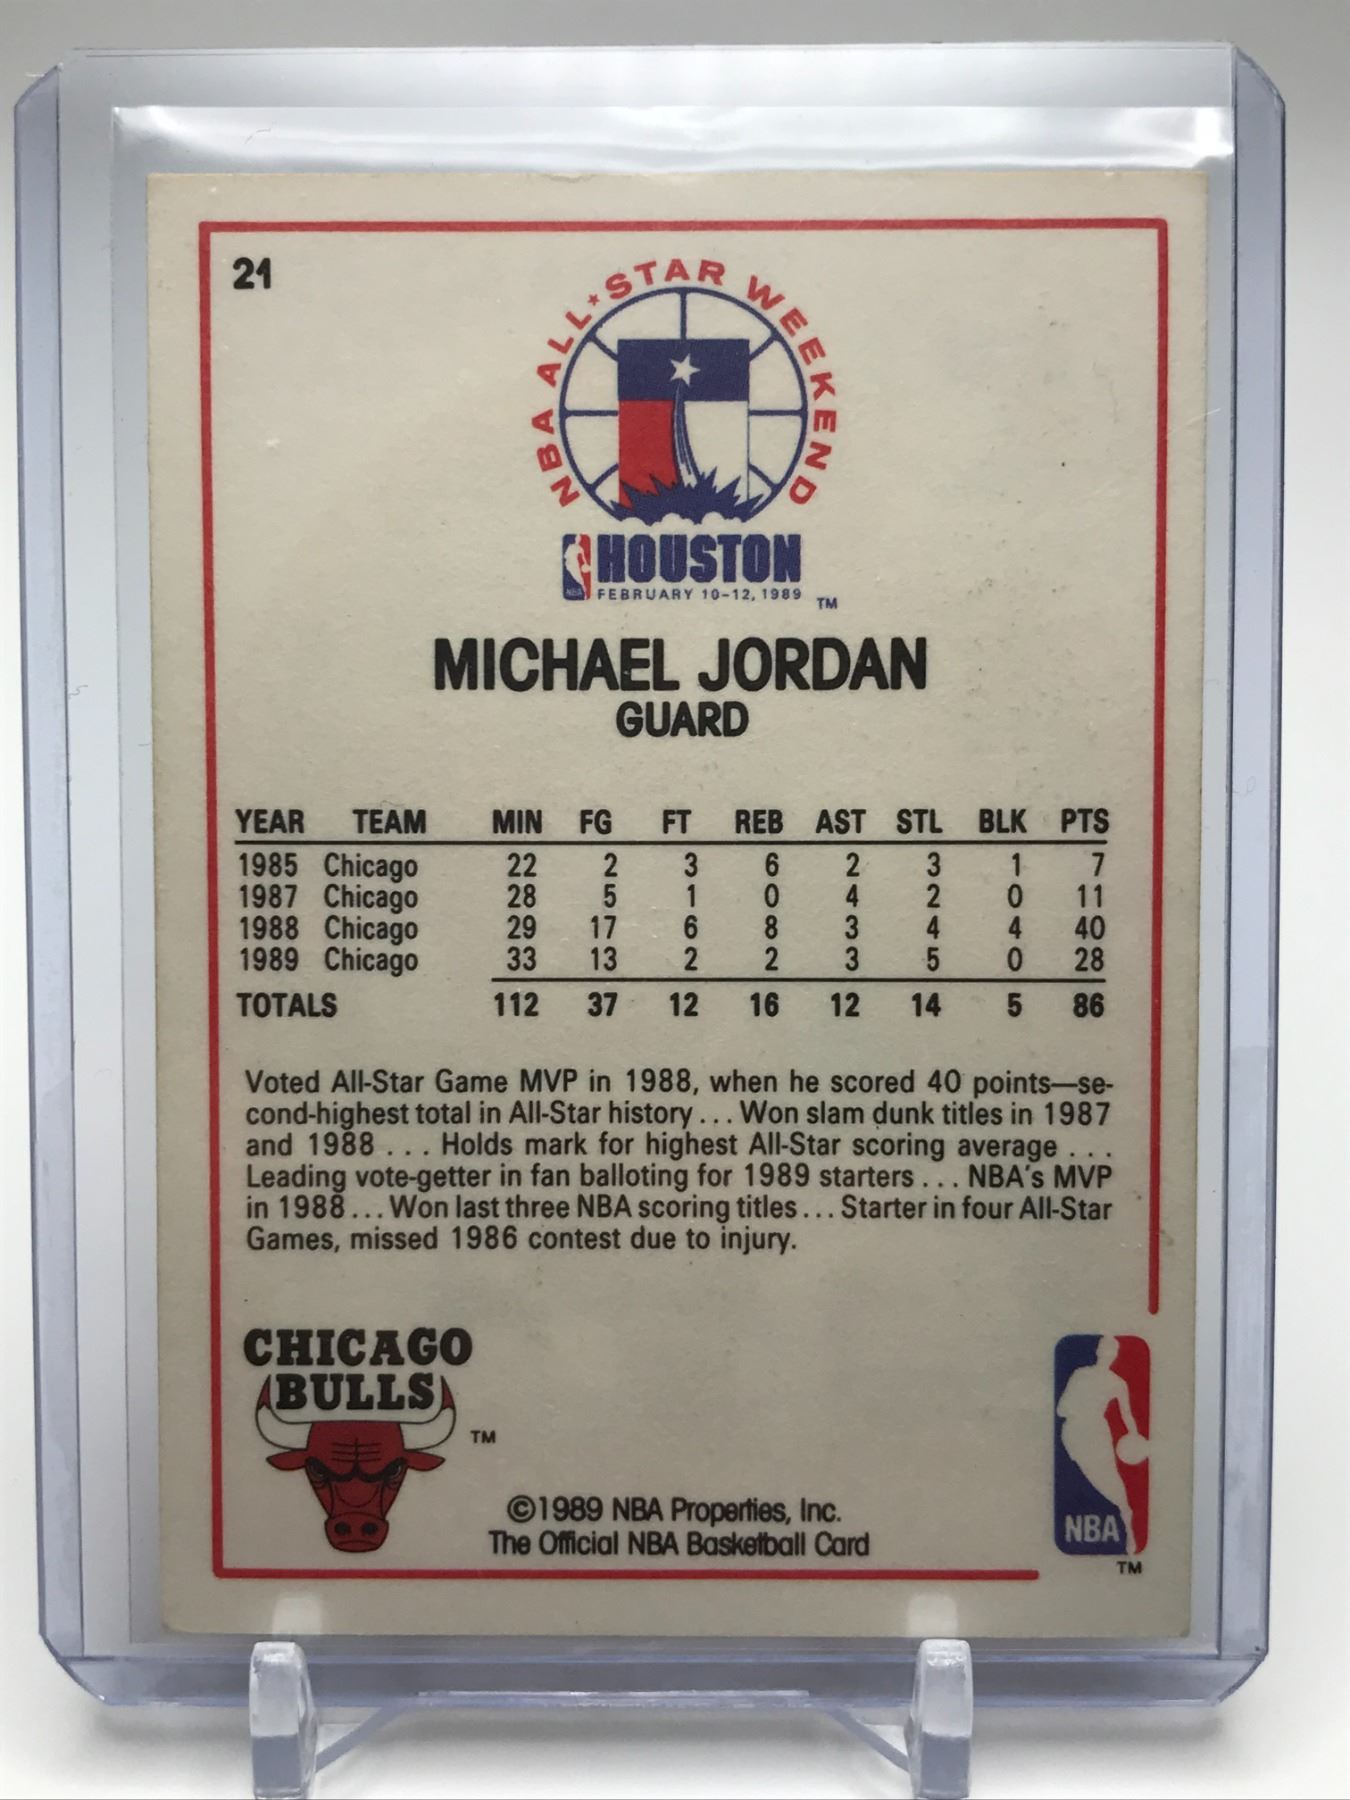 21
NBA ALL★STAR WEEKEND
NBA
HOUSTON
FEBRUARY 10-12, 1989 TM
MICHAEL JORDAN
GUARD
YEAR TEAM MIN FG FT REB AST STL BLK PTS
1985 Chicago 22 2 3 6 2 3 1 7
1987 Chicago 28 5 1 0 4 2 0 11
1988 Chicago 29 17 6 8 3 4 4 40
1989 Chicago 33 13 2 2 3 5 0 28
TOTALS 112 37 12 16 12 14 5 86
Voted All-Star Game MVP in 1988, when he scored 40 points—se-
cond-highest total in All-Star history . . . Won slam dunk titles in 1987
and 1988 . . . Holds mark for highest All-Star scoring average . . .
Leading vote-getter in fan balloting for 1989 starters . . . NBA's MVP
in 1988 . . . Won last three NBA scoring titles . . . Starter in four All-Star
Games, missed 1986 contest due to injury.
CHICAGO
BULLS
TM
©1989 NBA Properties, Inc.
The Official NBA Basketball Card
NBA
TM